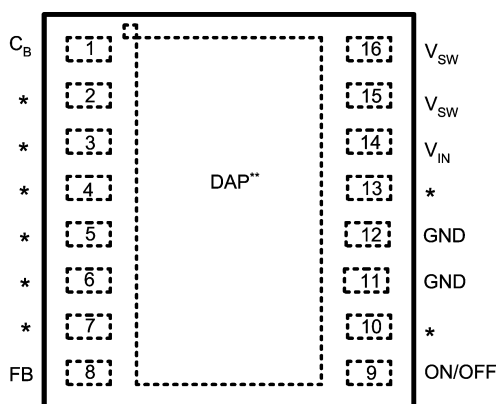 C_B 1 16 V_SW
* 2 15 V_SW
* 3 14 V_IN
* 4 DAP** 13 *
* 5 12 GND
* 6 11 GND
* 7 10 *
FB 8 9 ON/OFF